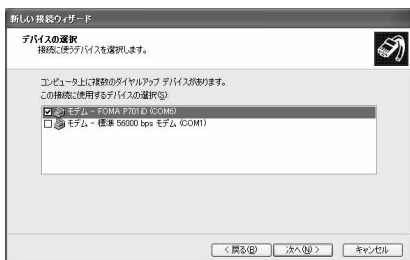 新しい接続ウィザード
デバイスの選択
接続に使うデバイスを選択します。
コンピュータ上に複数のダイヤルアップ デバイスがあります。
この接続に使用するデバイスの選択(S):
モデム - FOMA P701iD (COM6)
モデム - 標準 56000 bps モデム (COM1)
< 戻る(B)
次へ(N) >
キャンセル